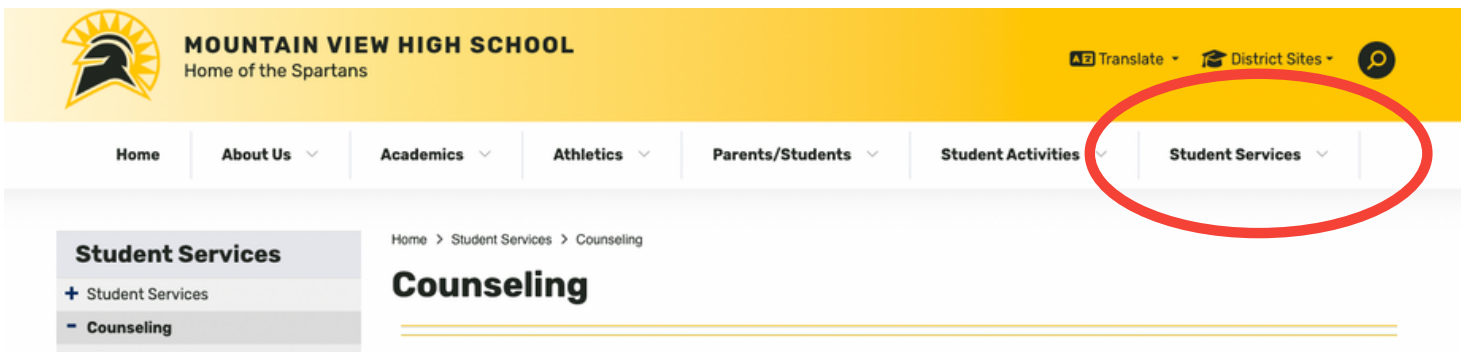 MOUNTAIN VIEW HIGH SCHOOL
Home of the Spartans
Translate District Sites
Home About Us Academics Athletics Parents/Students Student Activities Student Services
Student Services
+ Student Services
- Counseling
Home > Student Services > Counseling
Counseling